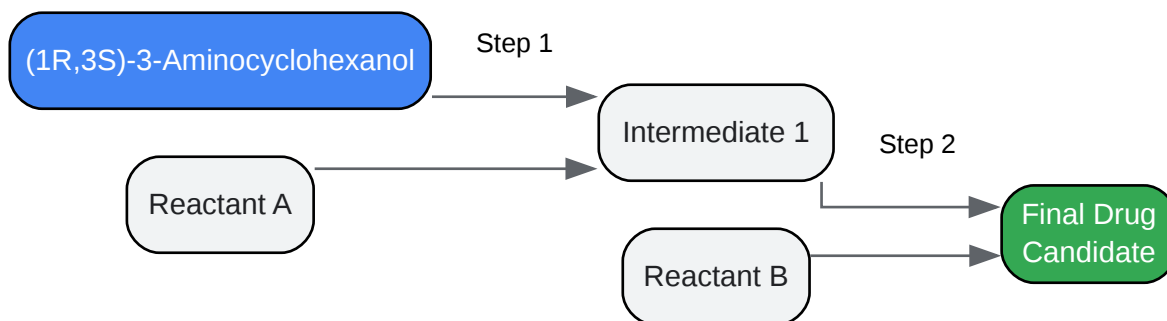 (1R,3S)-3-Aminocyclohexanol
Step 1
Reactant A
Intermediate 1
Step 2
Reactant B
Final Drug
Candidate